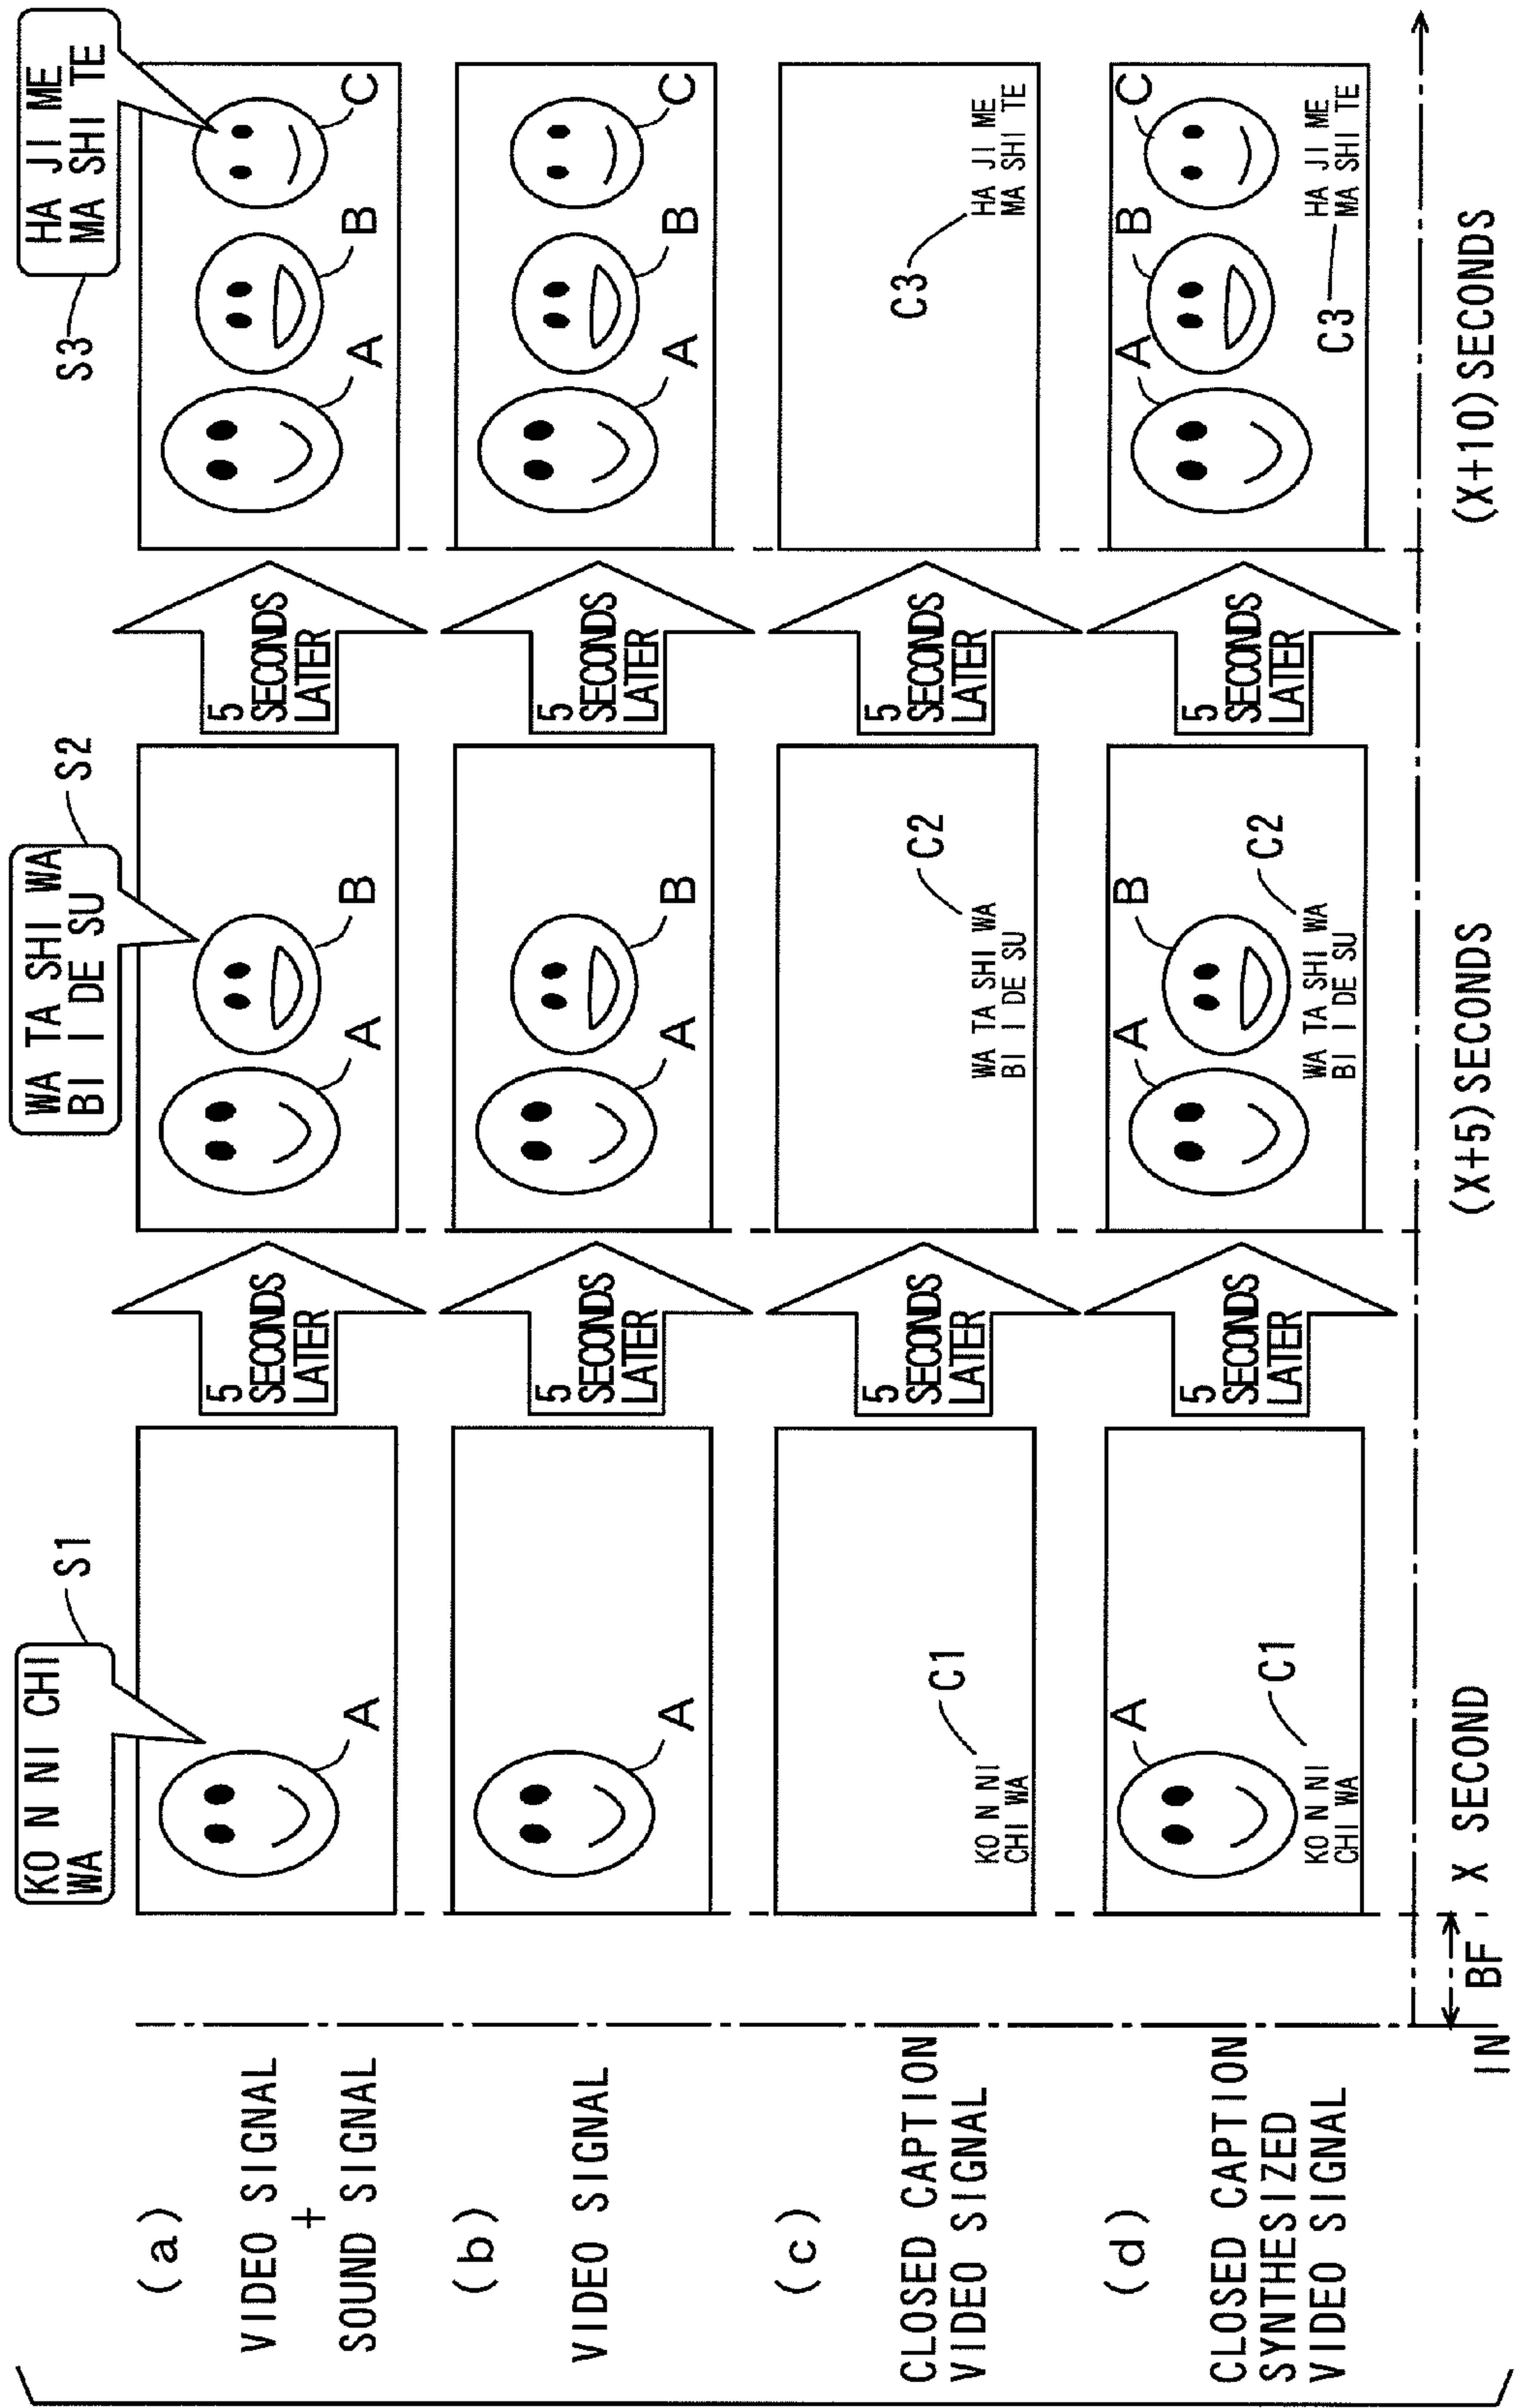 (a)
VIDEO SIGNAL
+
SOUND SIGNAL
KO N NI CHI
WA
S1
A
5
SECONDS
LATER
WA TA SHI WA
BI I DE SU
S2
A
B
5
SECONDS
LATER
HA JI ME
MA SHI TE
S3
A
B
C
(b)
VIDEO SIGNAL
A
5
SECONDS
LATER
A
B
5
SECONDS
LATER
A
B
C
(c)
CLOSED CAPTION
VIDEO SIGNAL
KO N NI
CHI WA
C1
5
SECONDS
LATER
WA TA SHI WA
BI I DE SU
C2
5
SECONDS
LATER
C3
HA JI ME
MA SHI TE
(d)
CLOSED CAPTION
SYNTHESIZED
VIDEO SIGNAL
A
KO N NI
CHI WA
C1
5
SECONDS
LATER
A
B
WA TA SHI WA
BI I DE SU
C2
5
SECONDS
LATER
A
B
C
C3
HA JI ME
MA SHI TE
IN
BF
X SECOND
(X+5) SECONDS
(X+10) SECONDS